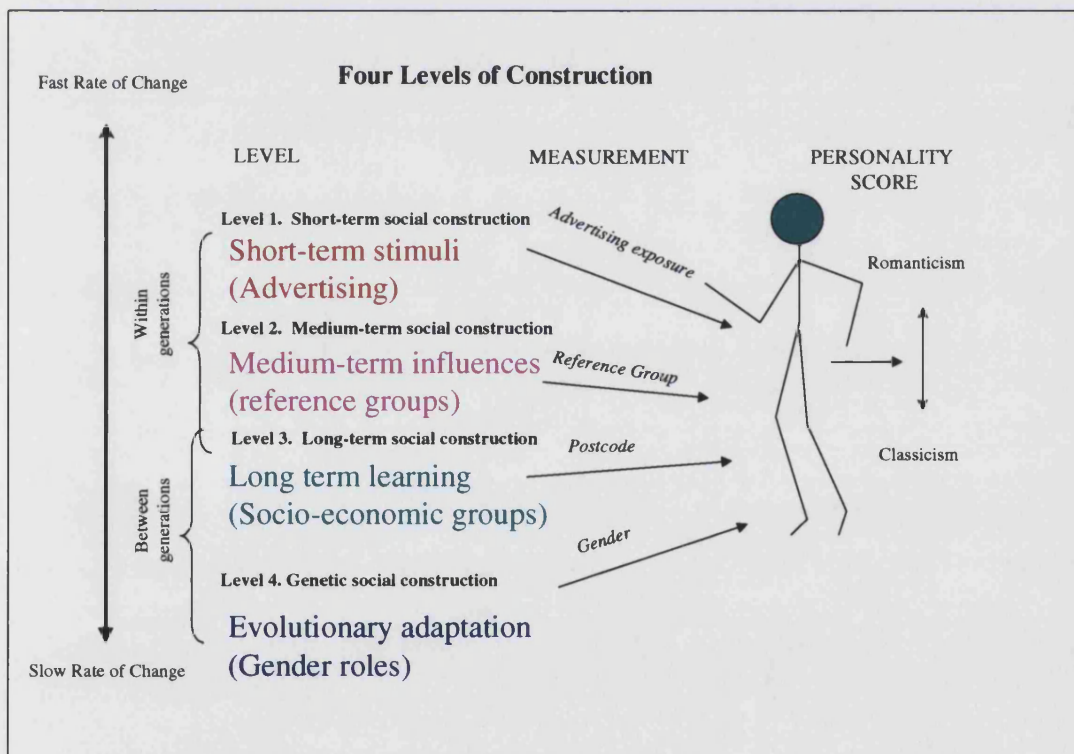 Four Levels of Construction
Fast Rate of Change
LEVEL
MEASUREMENT
PERSONALITY
SCORE
Level 1. Short-term social construction
Short-term stimuli
(Advertising)
Advertising exposure
Romanticism
Within
generations
Level 2. Medium-term social construction
Medium-term influences
(reference groups)
Reference Group
Level 3. Long-term social construction
Long term learning
(Socio-economic groups)
Postcode
Classicism
Between
generations
Level 4. Genetic social construction
Evolutionary adaptation
(Gender roles)
Gender
Slow Rate of Change